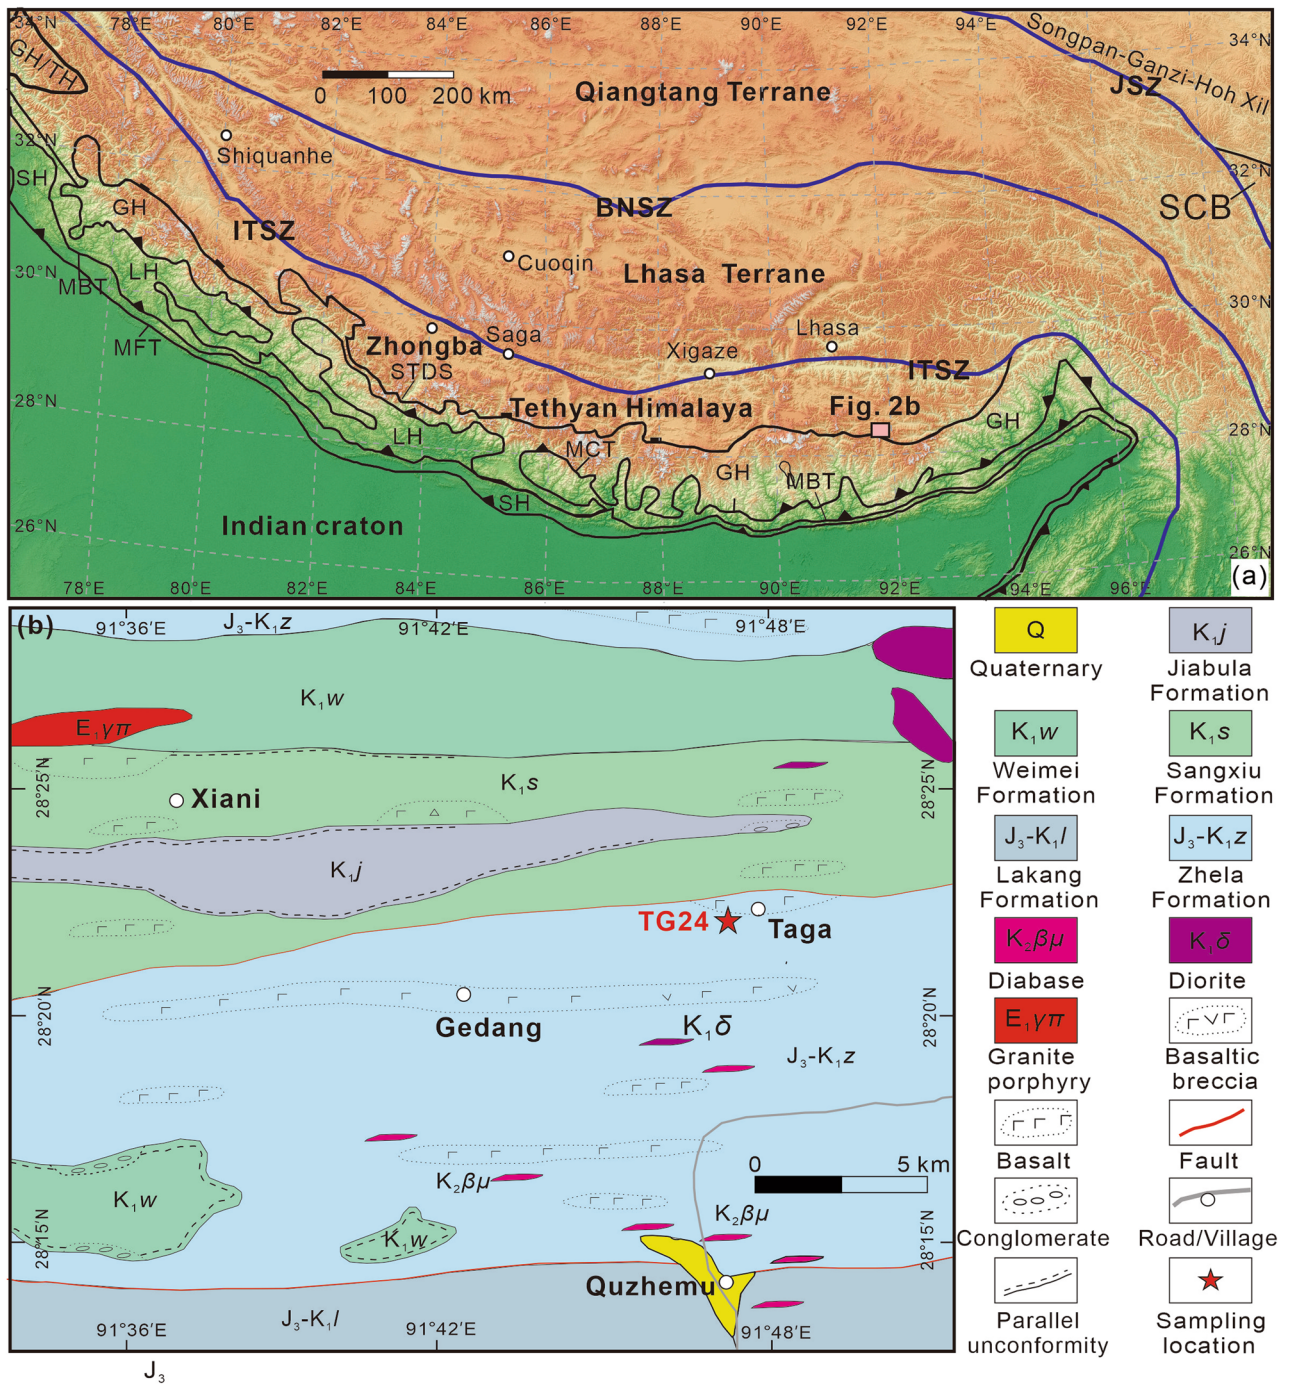 34°N 78°E 80°E 82°E 84°E 86°E 88°E 90°E 92°E 94°E
34°N
Songpan-Ganzi-Hoh Xil
GH/TH
JSZ
0 100 200 km
Qiangtang Terrane
32°N
Shiquanhe
32°N
SH
SCB
GH
ITSZ
BNSZ
30°N
LH
Cuoqin
Lhasa Terrane
MBT
30°N
MFT
Zhongba
Saga
Lhasa
Xigaze
STDS
ITSZ
28°N
Tethyan Himalaya
Fig. 2b
GH
28°N
LH
MCT
GH
MBT
SH
26°N
Indian craton
26°N
78°E 80°E 82°E 84°E 86°E 88°E 90°E 92°E 94°E 96°E
(a)
(b)
91°36′E
J₃-K₁z
91°42′E
91°48′E
K₁w
E₁γπ
K₁s
28°25′N
28°25′N
Xiani
K₁j
TG24
Taga
28°20′N
Gedang
K₁δ
28°20′N
J₃-K₁z
K₁w
K₂βμ
0 5 km
K₂βμ
K₁w
28°15′N
28°15′N
Quzhemu
J₃-K₁l
91°36′E
91°42′E
91°48′E
J₃
Q
K₁j
Quaternary
Jiabula
Formation
K₁w
K₁s
Weimei
Formation
Sangxiu
Formation
J₃-K₁l
J₃-K₁z
Lakang
Formation
Zhela
Formation
K₂βμ
K₁δ
Diabase
Diorite
E₁γπ
Granite
porphyry
Basaltic
breccia
Basalt
Fault
Conglomerate
Road/Village
Parallel
unconformity
Sampling
location